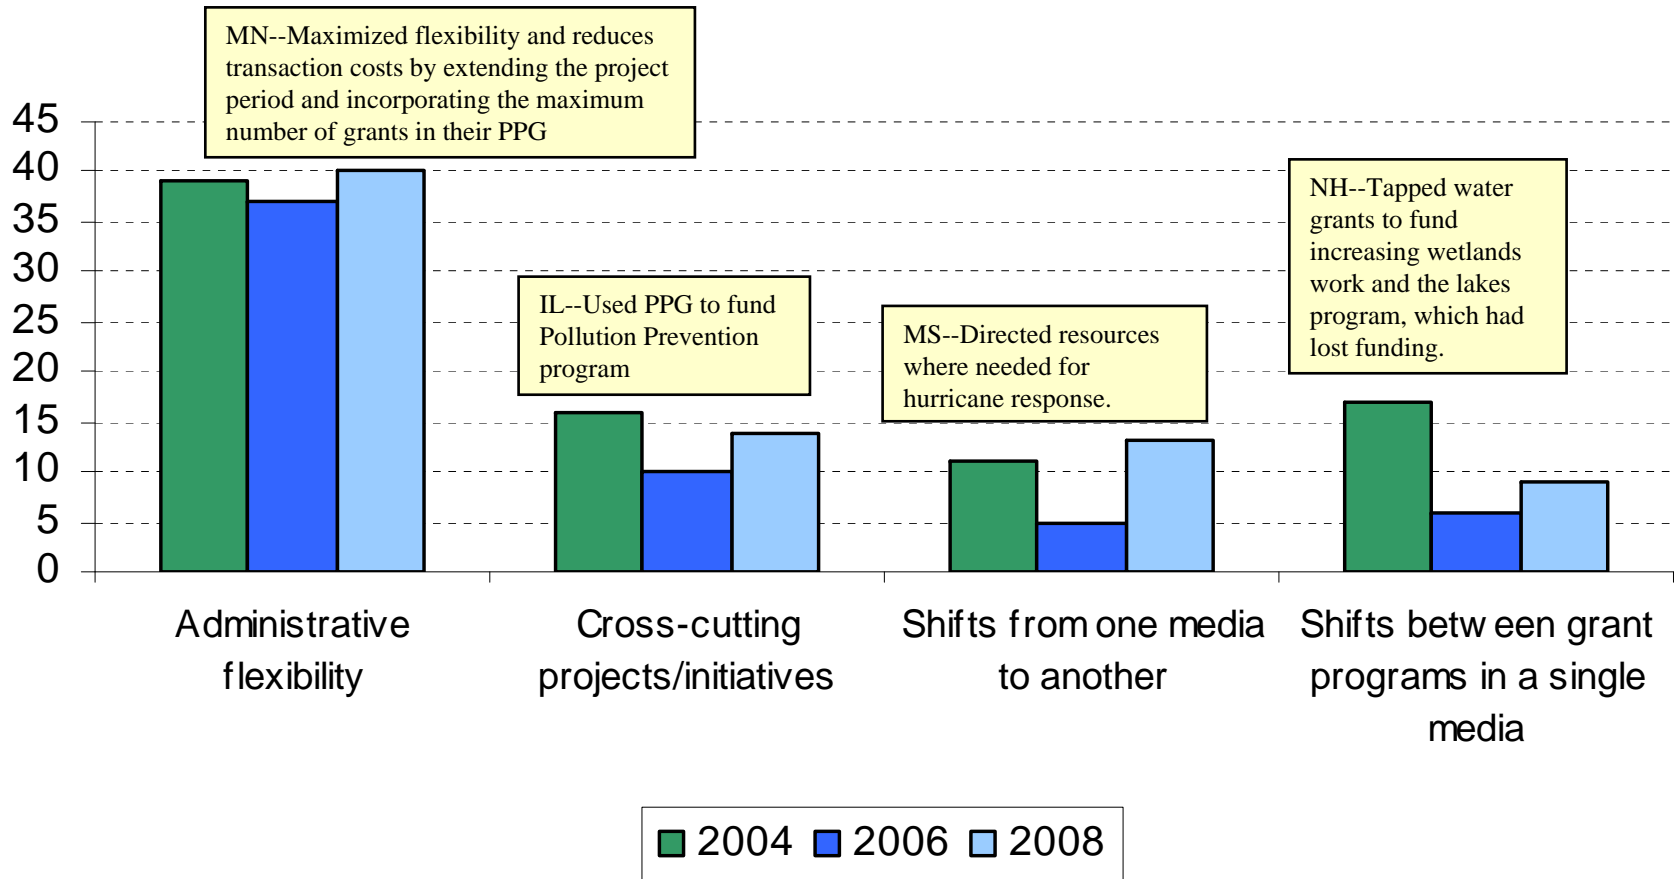 MN--Maximized flexibility and reduces
transaction costs by extending the project
period and incorporating the maximum
number of grants in their PPG
45
40
35
30
25
20
15
10
5
0
NH--Tapped water
grants to fund
increasing wetlands
work and the lakes
program, which had
lost funding.
IL--Used PPG to fund
Pollution Prevention
program
MS--Directed resources
where needed for
hurricane response.
Administrative
flexibility
Cross-cutting
projects/initiatives
Shifts from one media
to another
Shifts between grant
programs in a single
media
2004 2006 2008